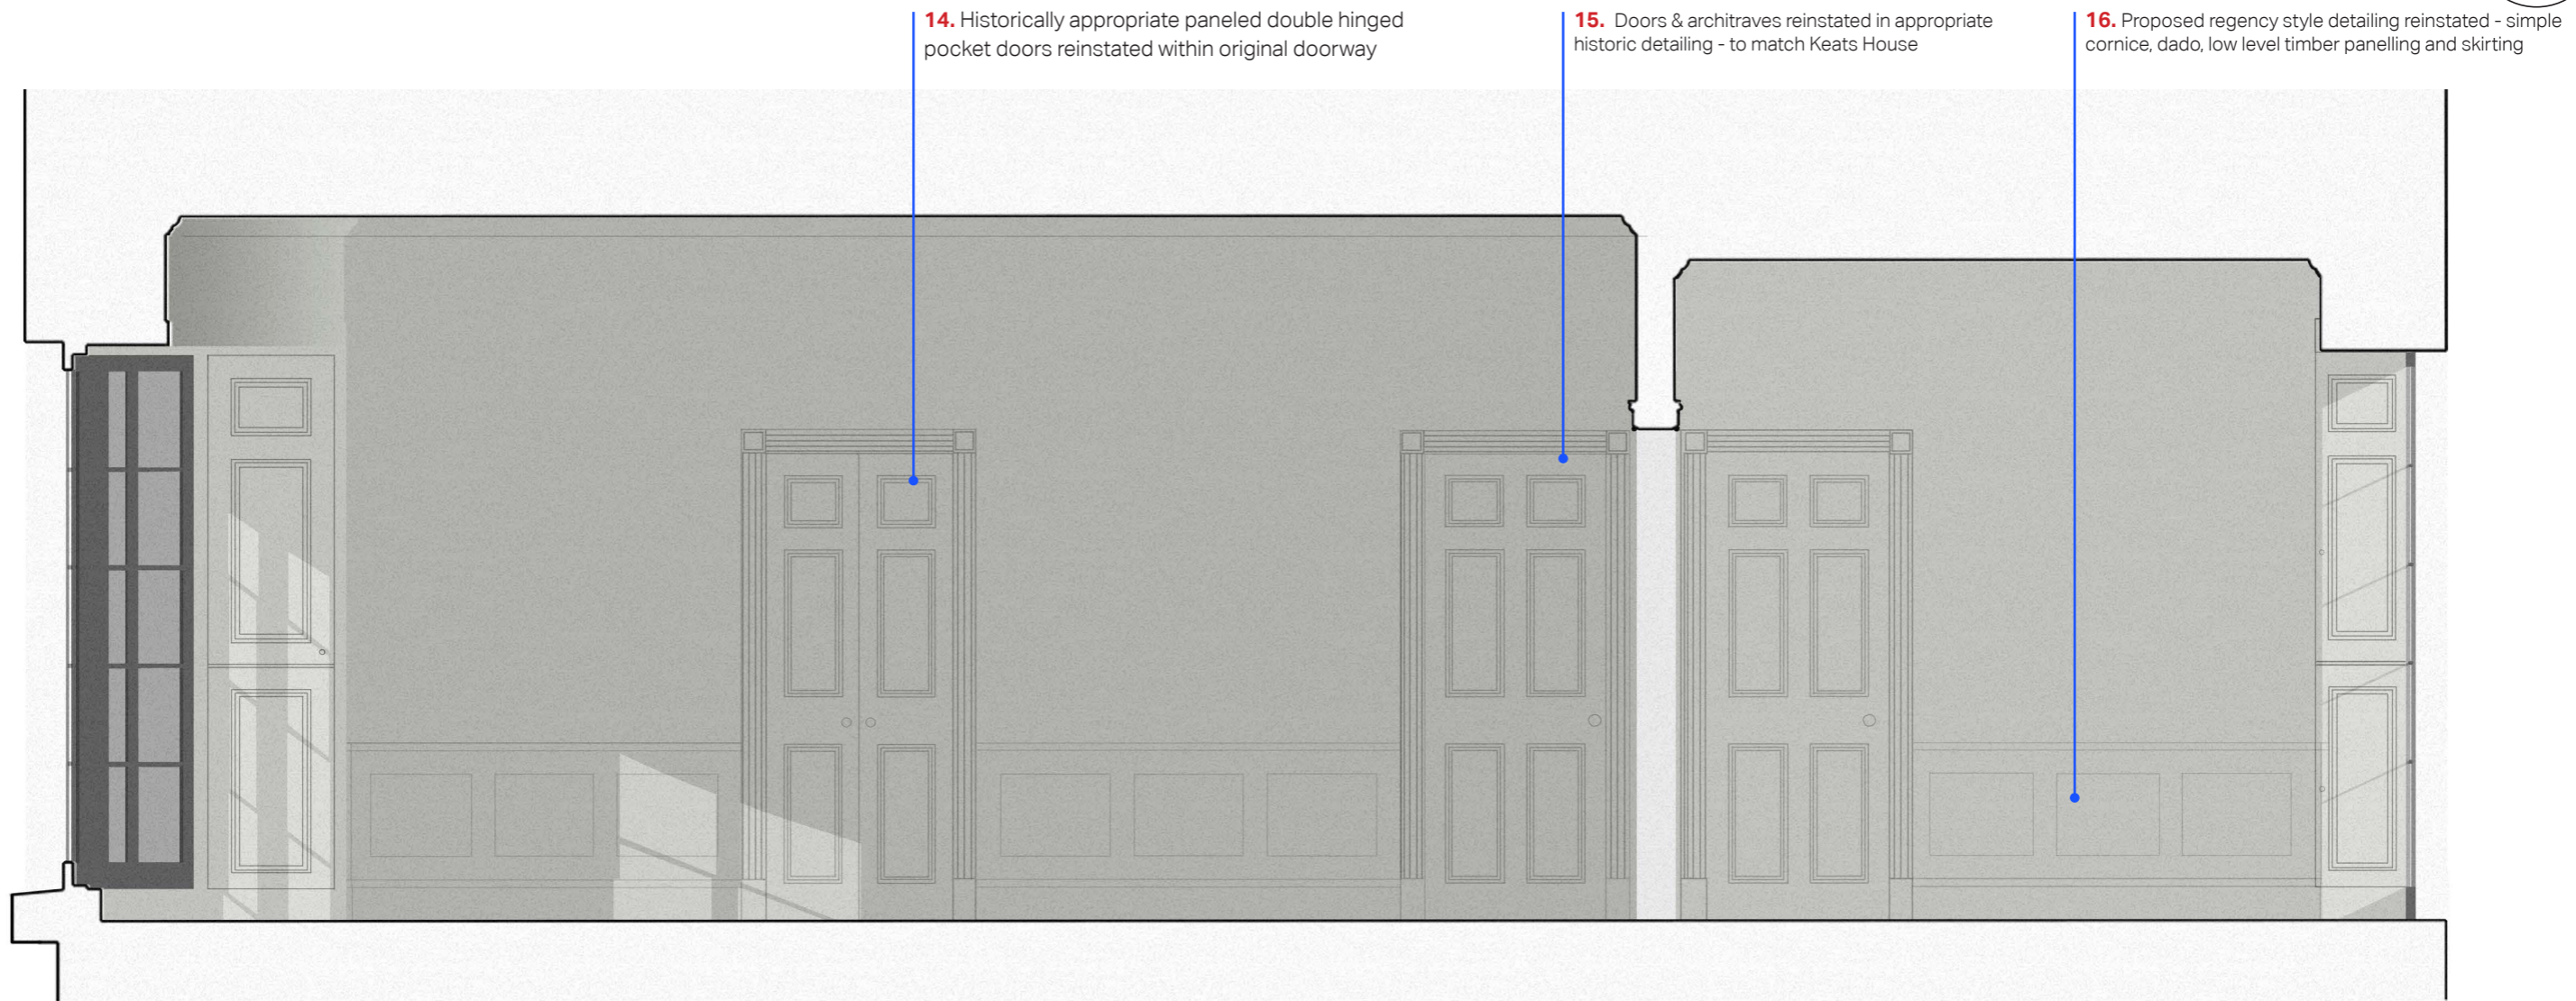 14. Historically appropriate paneled double hinged
pocket doors reinstated within original doorway
15. Doors & architraves reinstated in appropriate
historic detailing - to match Keats House
16. Proposed regency style detailing reinstated - simple
cornice, dado, low level timber panelling and skirting